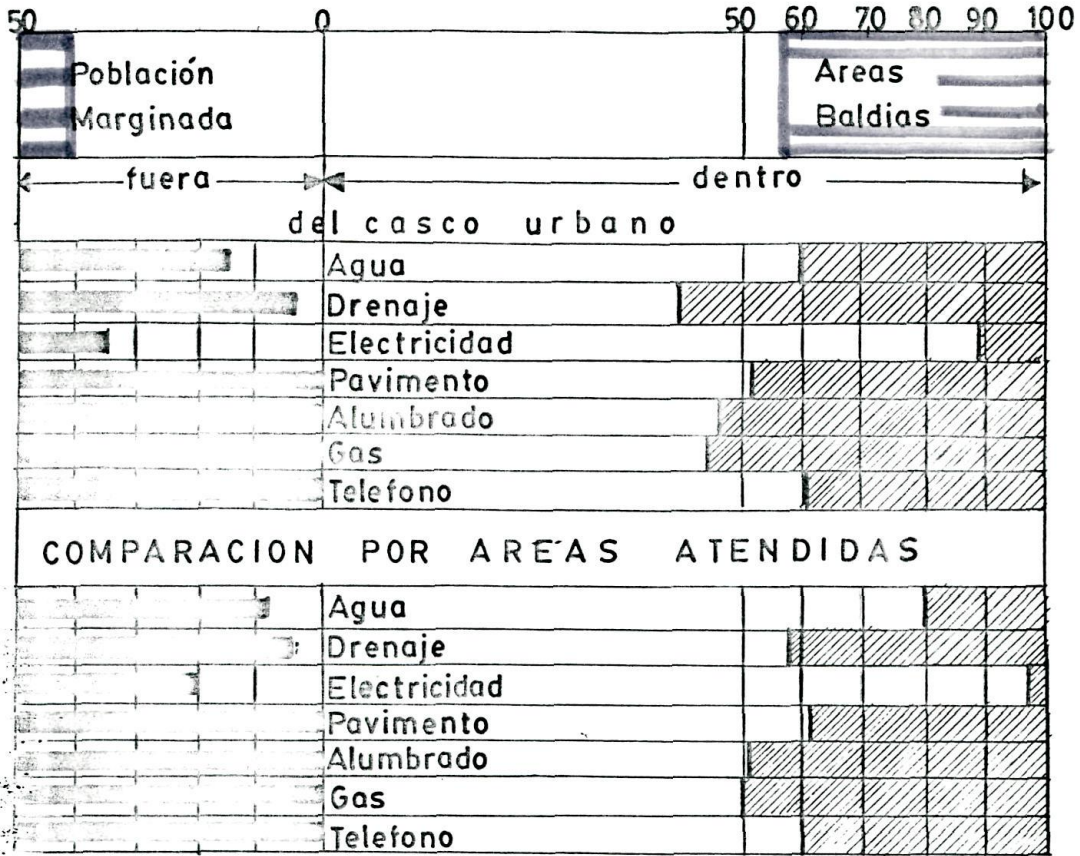 50 0 50 60 70 80 90 100
Población
Marginada
Areas
Baldias
fuera dentro
del casco urbano
Agua
Drenaje
Electricidad
Pavimento
Alumbrado
Gas
Telefono
COMPARACION POR AREAS ATENDIDAS
Agua
Drenaje
Electricidad
Pavimento
Alumbrado
Gas
Telefono